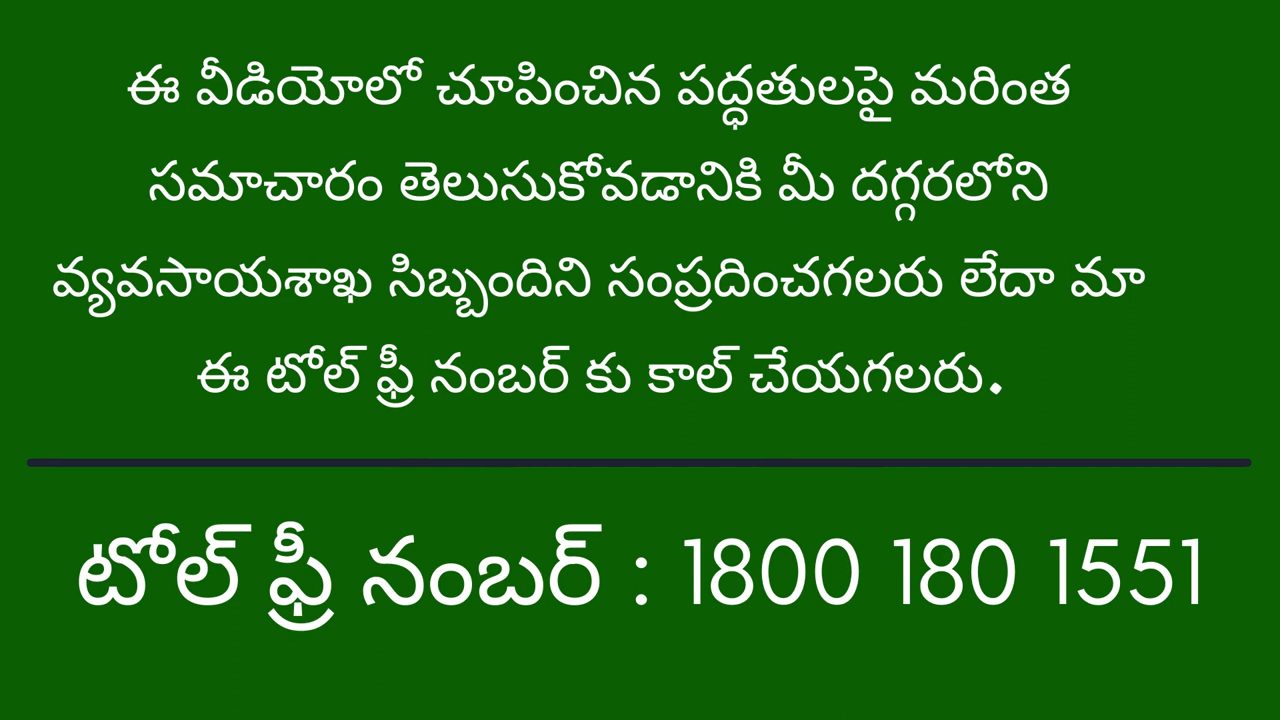 ఈ వీడియోలో చూపించిన పద్ధతులపై మరింత
సమాచారం తెలుసుకోవడానికి మీ దగ్గరలోని
వ్యవసాయశాఖ సిబ్బందిని సంప్రదించగలరు లేదా మా
ఈ టోల్ ఫ్రీ నంబర్ కు కాల్ చేయగలరు.
టోల్ ఫ్రీ నంబర్ : 1800 180 1551